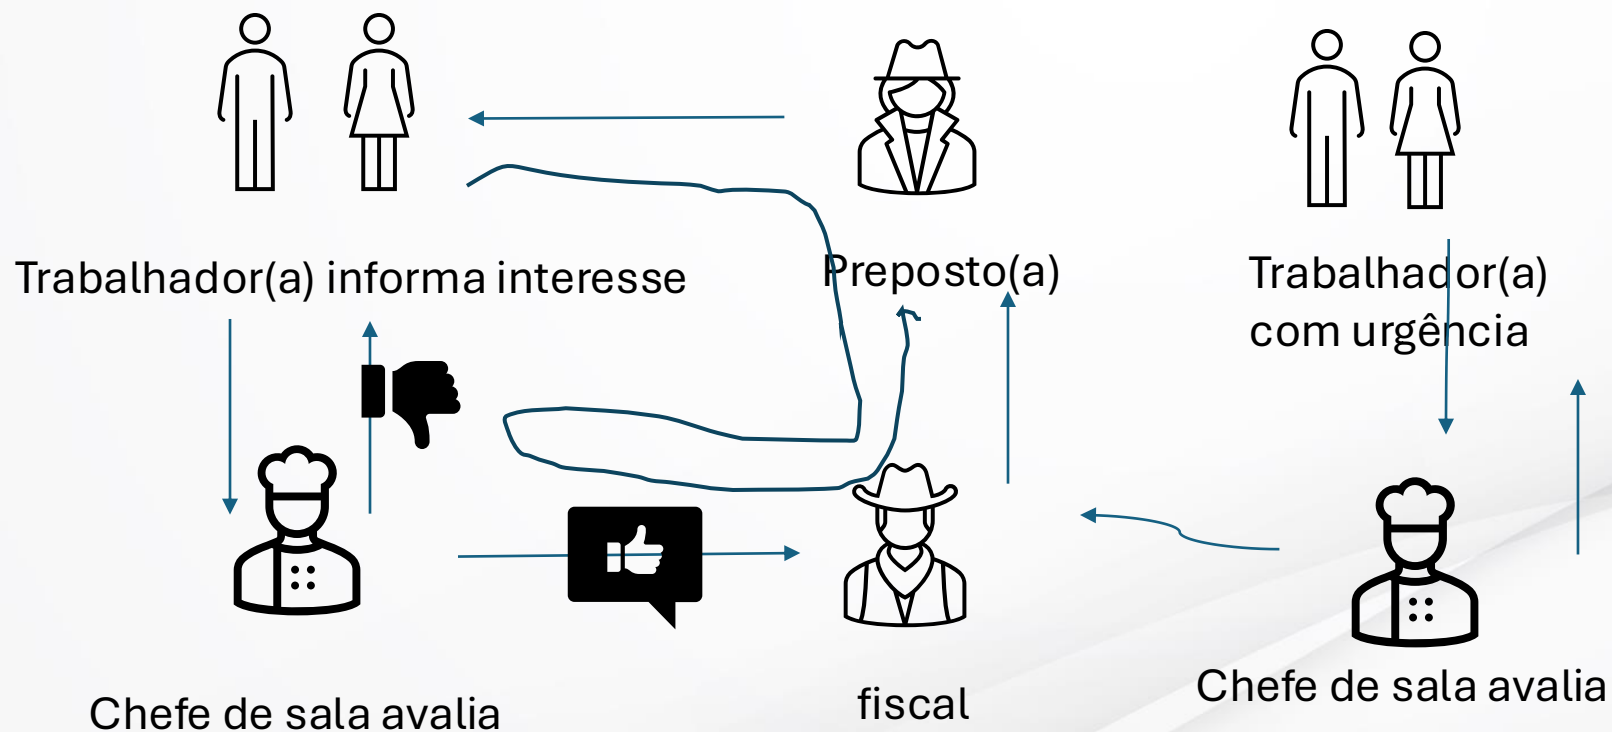 Trabalhador(a) informa interesse
Preposto(a)
Trabalhador(a)
com urgência
Chefe de sala avalia
fiscal
Chefe de sala avalia